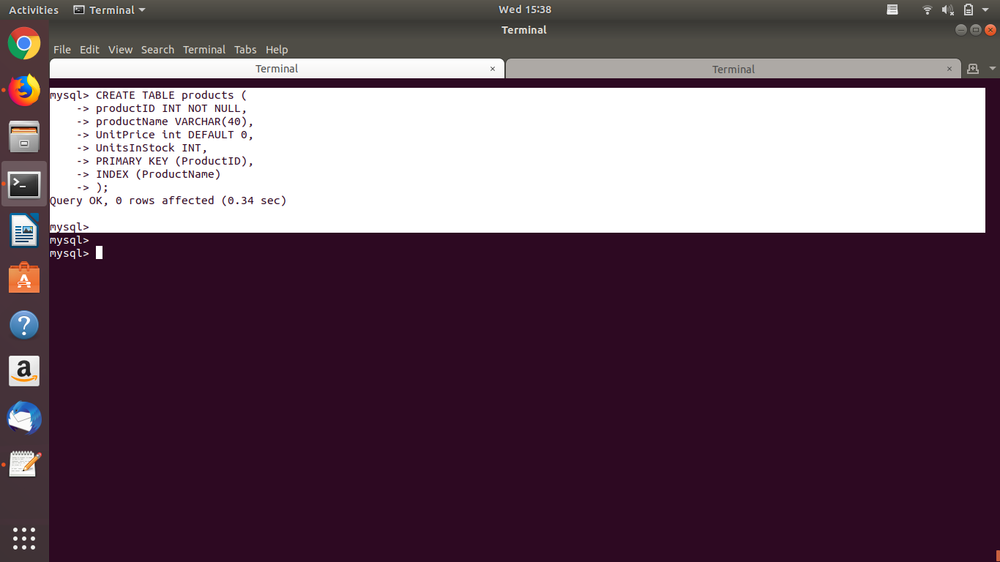 Activities Terminal Wed 15:38
Terminal
File Edit View Search Terminal Tabs Help
Terminal × Terminal ×
mysql> CREATE TABLE products (
    -> productID INT NOT NULL,
    -> productName VARCHAR(40),
    -> UnitPrice int DEFAULT 0,
    -> UnitsInStock INT,
    -> PRIMARY KEY (ProductID),
    -> INDEX (ProductName)
    -> );
Query OK, 0 rows affected (0.34 sec)

mysql>
mysql>
mysql>